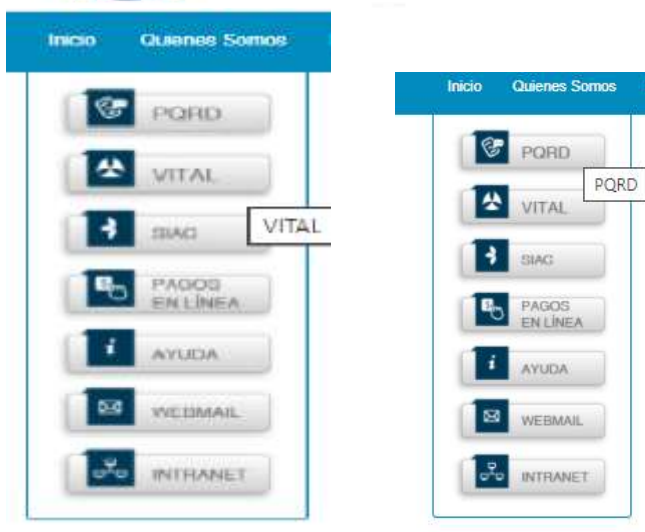 Inicio Quienes Somos
PQRD
VITAL
SIAC
VITAL
PAGOS
EN LÍNEA
AYUDA
WEBMAIL
INTRANET
Inicio Quienes Somos
PQRD
PQRD
VITAL
SIAC
PAGOS
EN LÍNEA
AYUDA
WEBMAIL
INTRANET